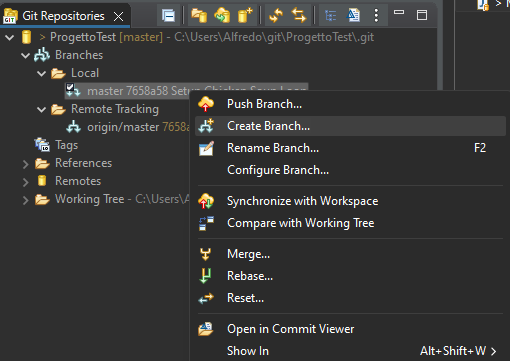 Git Repositories
> ProgettoTest [master] - C:\Users\Alfredo\git\ProgettoTest\.git
Branches
Local
master 7658a58 Setup Chicken Soup Loop
Remote Tracking
origin/master 7658a
Tags
References
Remotes
Working Tree - C:\A
Push Branch...
Create Branch...
Rename Branch... F2
Configure Branch...
Synchronize with Workspace
Compare with Working Tree
Merge...
Rebase...
Reset...
Open in Commit Viewer
Show In Alt+Shift+W >